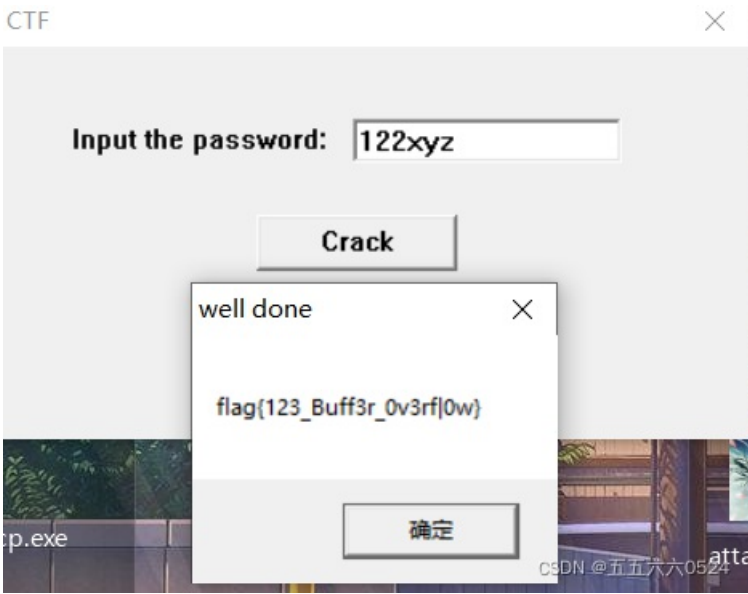 CTF
Input the password: 122xyz
Crack
well done
flag{123_Buff3r_0v3rf|0w}
确定
cp.exe
atta
CSDN @五五六六0524